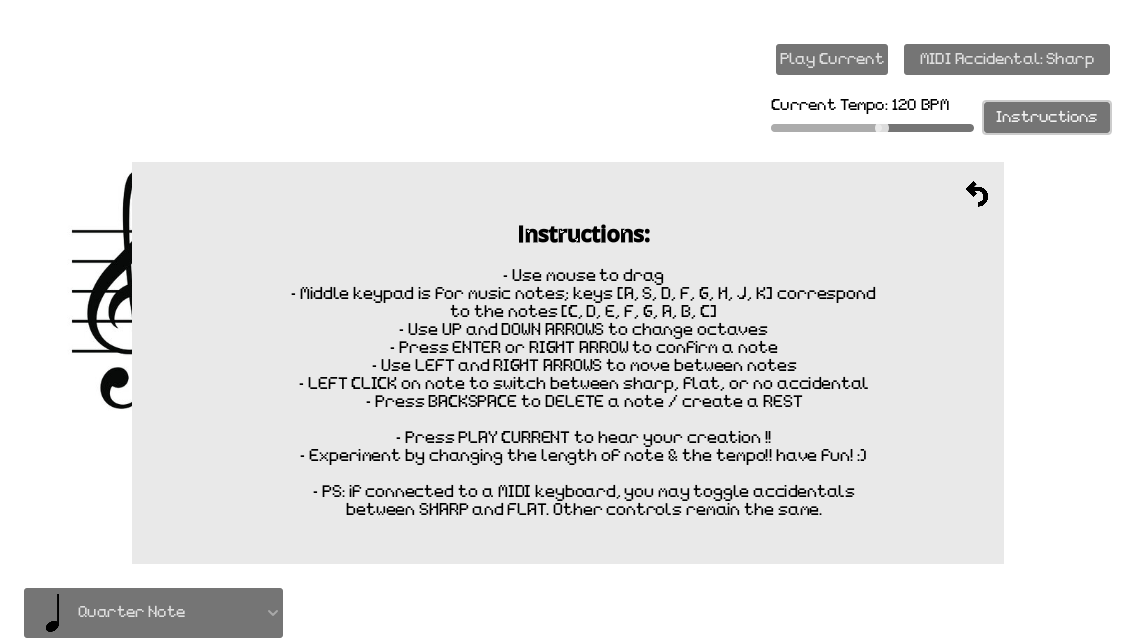 Play Current
MIDI Accidental: Sharp
Current Tempo: 120 BPM
Instructions
Instructions:
- Use mouse to drag
- Middle keypad is for music notes; keys [A, S, D, F, G, H, J, K] correspond
to the notes [C, D, E, F, G, A, B, C]
- Use UP and DOWN ARROWS to change octaves
- Press ENTER or RIGHT ARROW to confirm a note
- Use LEFT and RIGHT ARROWS to move between notes
- LEFT CLICK on note to switch between sharp, flat, or no accidental
- Press BACKSPACE to DELETE a note / create a REST
- Press PLAY CURRENT to hear your creation !!
- Experiment by changing the length of note & the tempo!! have fun! :)
- PS: if connected to a MIDI keyboard, you may toggle accidentals
between SHARP and FLAT. Other controls remain the same.
Quarter Note